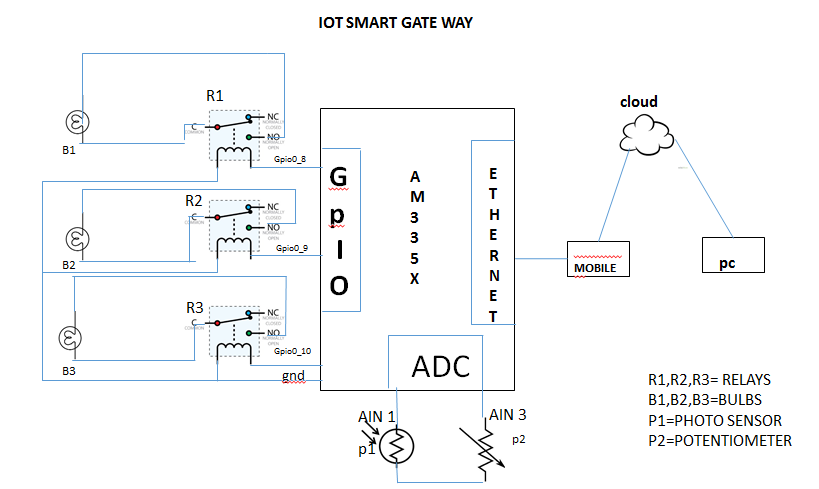 IOT SMART GATE WAY
R1
NC
NORMALLY
CLOSED
C
COMMON
NO
NORMALLY
OPEN
B1
Gpio0_8
R2
NC
NORMALLY
CLOSED
C
COMMON
NO
NORMALLY
OPEN
B2
Gpio0_9
R3
NC
NORMALLY
CLOSED
C
COMMON
NO
NORMALLY
OPEN
B3
Gpio0_10
gnd
GpIO
AM335X
ETHERNET
cloud
MOBILE
pc
ADC
AIN 1
AIN 3
p1
p2
R1,R2,R3= RELAYS
B1,B2,B3=BULBS
P1=PHOTO SENSOR
P2=POTENTIOMETER